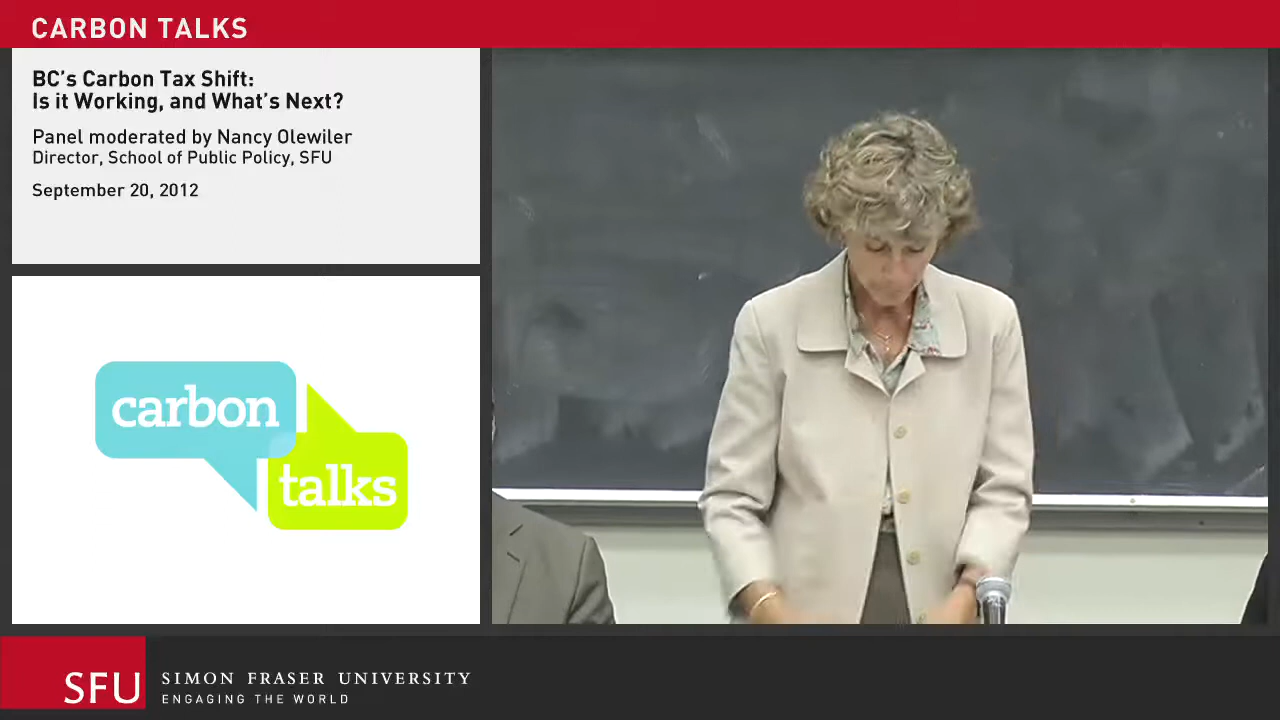 CARBON TALKS
BC's Carbon Tax Shift:
Is it Working, and What's Next?
Panel moderated by Nancy Olewiler
Director, School of Public Policy, SFU
September 20, 2012
carbon
talks
SFU
SIMON FRASER UNIVERSITY
ENGAGING THE WORLD